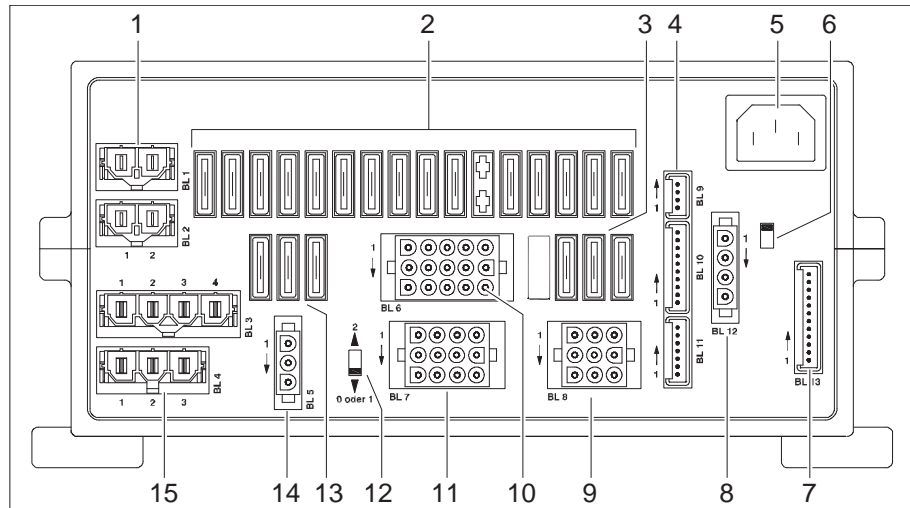 1 2 3 4 5 6
BL 1
BL 2
1 2
BL 9
1
BL 10
1
BL 11
1
1
BL 12
1
BL 13
1 2 3 4
BL 3
BL 4
1 2 3
1
BL 5
2
0 oder 1
1
BL 6
1
BL 7
1
BL 8
15 14 13 12 11 10 9 8 7